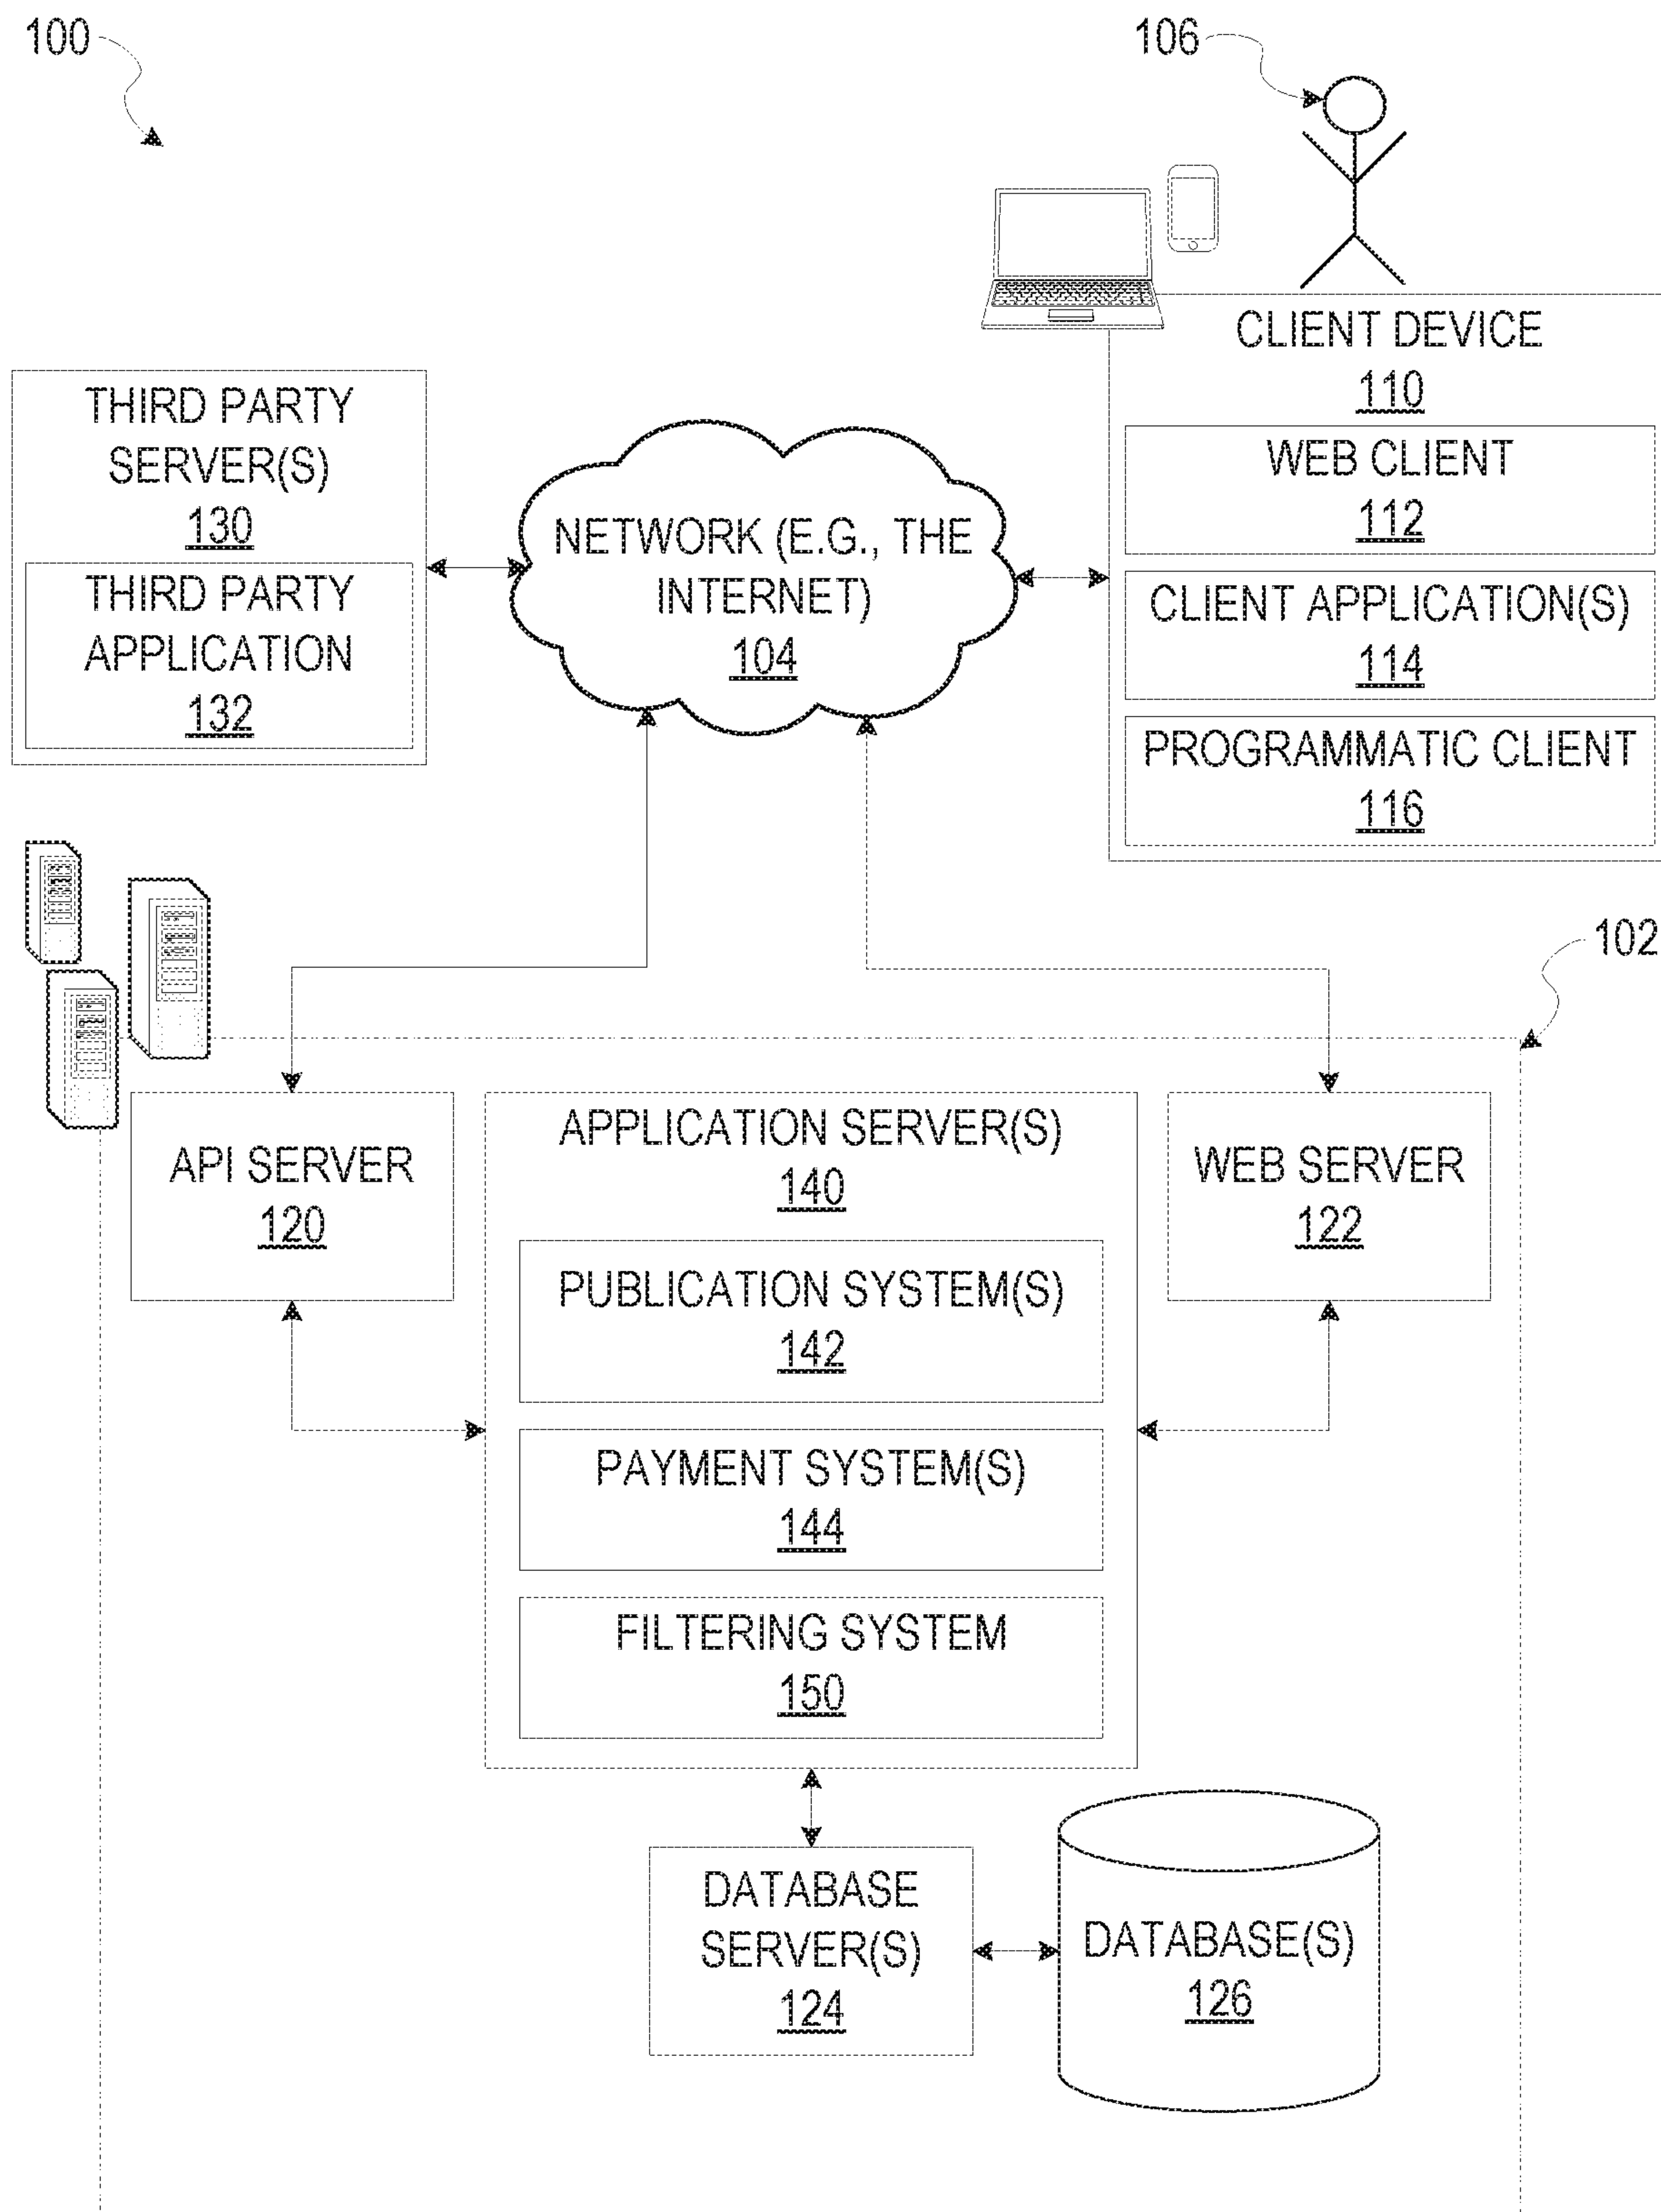 100
106
CLIENT DEVICE
110
WEB CLIENT
112
CLIENT APPLICATION(S)
114
PROGRAMMATIC CLIENT
116
THIRD PARTY
SERVER(S)
130
THIRD PARTY
APPLICATION
132
NETWORK (E.G., THE
INTERNET)
104
102
API SERVER
120
APPLICATION SERVER(S)
140
PUBLICATION SYSTEM(S)
142
PAYMENT SYSTEM(S)
144
FILTERING SYSTEM
150
WEB SERVER
122
DATABASE
SERVER(S)
124
DATABASE(S)
126